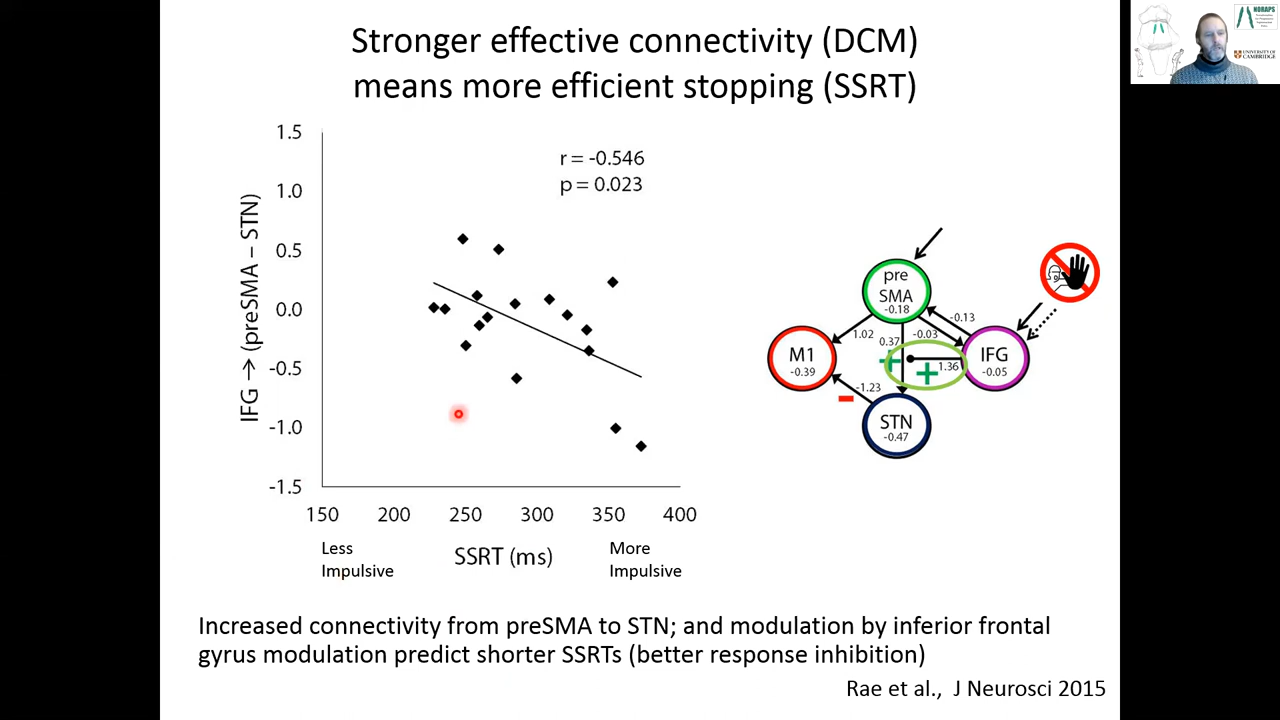 Stronger effective connectivity (DCM)
means more efficient stopping (SSRT)
NORAPS
UNIVERSITY OF
CAMBRIDGE
IFG → (preSMA – STN)
1.5
1.0
0.5
0.0
-0.5
-1.0
-1.5
r = -0.546
p = 0.023
150 200 250 300 350 400
Less
Impulsive
SSRT (ms)
More
Impulsive
pre
SMA
-0.18
-0.13
1.02
0.37
-0.03
M1
-0.39
+
+
1.36
IFG
-0.05
-1.23
-
STN
-0.47
Increased connectivity from preSMA to STN; and modulation by inferior frontal
gyrus modulation predict shorter SSRTs (better response inhibition)
Rae et al., J Neurosci 2015